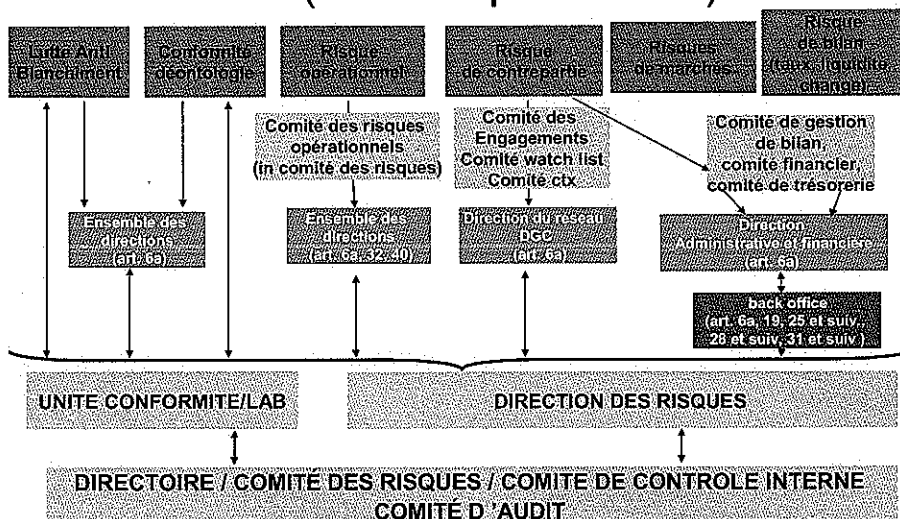 Lutte Anti
Blanchiment
Conformité
déontologie
Risque
opérationnel
Risque
de contrepartie
Risques
de marchés
Risque
de bilan
(taux, liquidité,
change)
Comité des risques
opérationnels
(in comité des risques)
Comité des
Engagements
Comité watch list
Comité ctx
Comité de gestion
de bilan,
comité financier,
comité de trésorerie
Ensemble des
directions
(art. 6a)
Ensemble des
directions
(art. 6a, 32, 40)
Direction du réseau
DGC
(art. 6a)
Direction
Administrative et financière
(art. 6a)
back office
(art. 6a, 19, 25 et suiv.,
28 et suiv, 31 et suiv )
UNITE CONFORMITE/LAB
DIRECTION DES RISQUES
DIRECTOIRE / COMITÉ DES RISQUES / COMITE DE CONTROLE INTERNE
COMITÉ D 'AUDIT